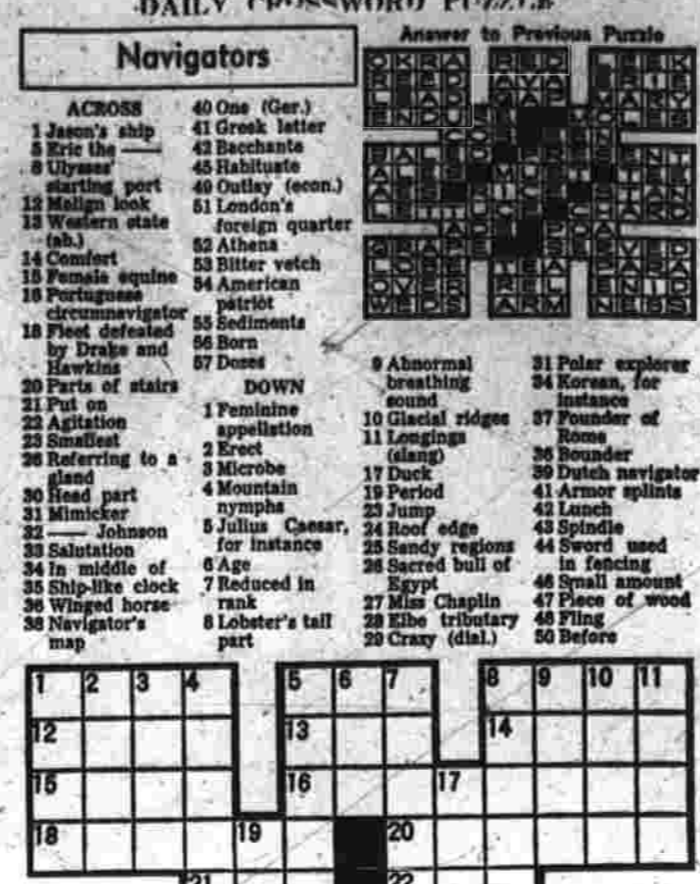 DAILY CROSSWORD PUZZLE
Navigators
ACROSS
1 Jason's ship
5 Eric the ——
8 Ulysses'
starting port
12 Malign look
13 Western state
(ab.)
14 Comfort
15 Female equine
16 Portuguese
circumnavigator
18 Fleet defeated
by Drake and
Hawkins
20 Parts of stairs
21 Put on
22 Agitation
23 Smallest
26 Referring to a
gland
30 Head part
31 Mimicker
32 —— Johnson
33 Salutation
34 In middle of
35 Ship-like clock
36 Winged horse
38 Navigator's
map
40 One (Ger.)
41 Greek letter
42 Bacchante
45 Habituate
49 Outlay (econ.)
51 London's
foreign quarter
52 Athena
53 Bitter vetch
54 American
patriot
55 Sediments
56 Born
57 Dozes
DOWN
1 Feminine
appellation
2 Erect
3 Microbe
4 Mountain
nymphs
5 Julius Caesar,
for instance
6 Age
7 Reduced in
rank
8 Lobster's tail
part
Answer to Previous Puzzle
OKRA RED LEEK
REED AVA ERIE
LEAD GAP MARY
9 Abnormal
breathing
sound
10 Glacial ridges
11 Longings
(slang)
17 Duck
19 Period
23 Jump
24 Roof edge
25 Sandy regions
26 Sacred bull of
Egypt
27 Miss Chaplin
28 Elbe tributary
29 Crazy (dial.)
31 Polar explorer
34 Korean, for
instance
37 Founder of
Rome
38 Bounder
39 Dutch navigator
41 Armor splints
42 Lunch
43 Spindle
44 Sword used
in fencing
46 Small amount
47 Piece of wood
48 Fling
50 Before
1 2 3 4 5 6 7 8 9 10 11
12 13 14
15 16 17
18 19 20
21 22